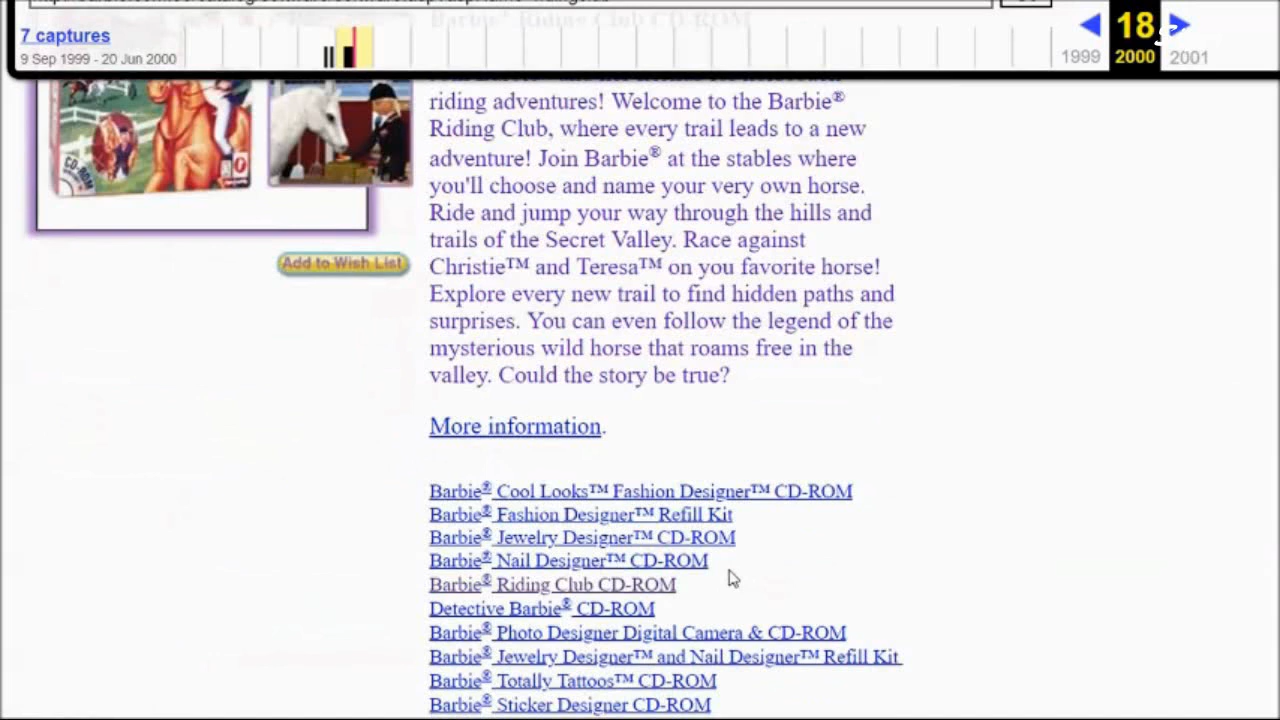 7 captures
9 Sep 1999 - 20 Jun 2000
18
1999 2000 2001
riding adventures! Welcome to the Barbie®
Riding Club, where every trail leads to a new
adventure! Join Barbie® at the stables where
you'll choose and name your very own horse.
Ride and jump your way through the hills and
trails of the Secret Valley. Race against
Christie™ and Teresa™ on you favorite horse!
Explore every new trail to find hidden paths and
surprises. You can even follow the legend of the
mysterious wild horse that roams free in the
valley. Could the story be true?
CD-ROM
Add to Wish List
More information.
Barbie® Cool Looks™ Fashion Designer™ CD-ROM
Barbie® Fashion Designer™ Refill Kit
Barbie® Jewelry Designer™ CD-ROM
Barbie® Nail Designer™ CD-ROM
Barbie® Riding Club CD-ROM
Detective Barbie® CD-ROM
Barbie® Photo Designer Digital Camera & CD-ROM
Barbie® Jewelry Designer™ and Nail Designer™ Refill Kit
Barbie® Totally Tattoos™ CD-ROM
Barbie® Sticker Designer CD-ROM